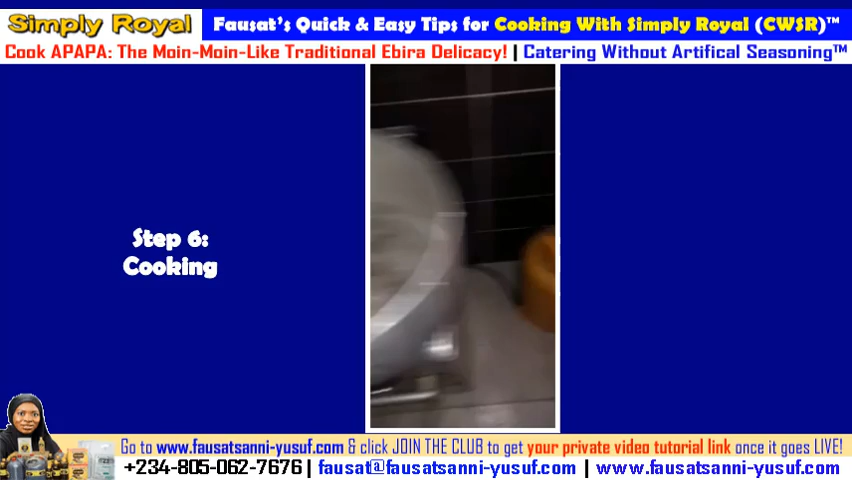 Simply Royal
Fausat's Quick & Easy Tips for Cooking With Simply Royal (CWSR)™
Cook APAPA: The Moin-Moin-Like Traditional Ebira Delicacy! | Catering Without Artifical Seasoning™
Step 6:
Cooking
Go to www.fausatsanni-yusuf.com & click JOIN THE CLUB to get your private video tutorial link once it goes LIVE!
+234-805-062-7676 | fausat@fausatsanni-yusuf.com | www.fausatsanni-yusuf.com